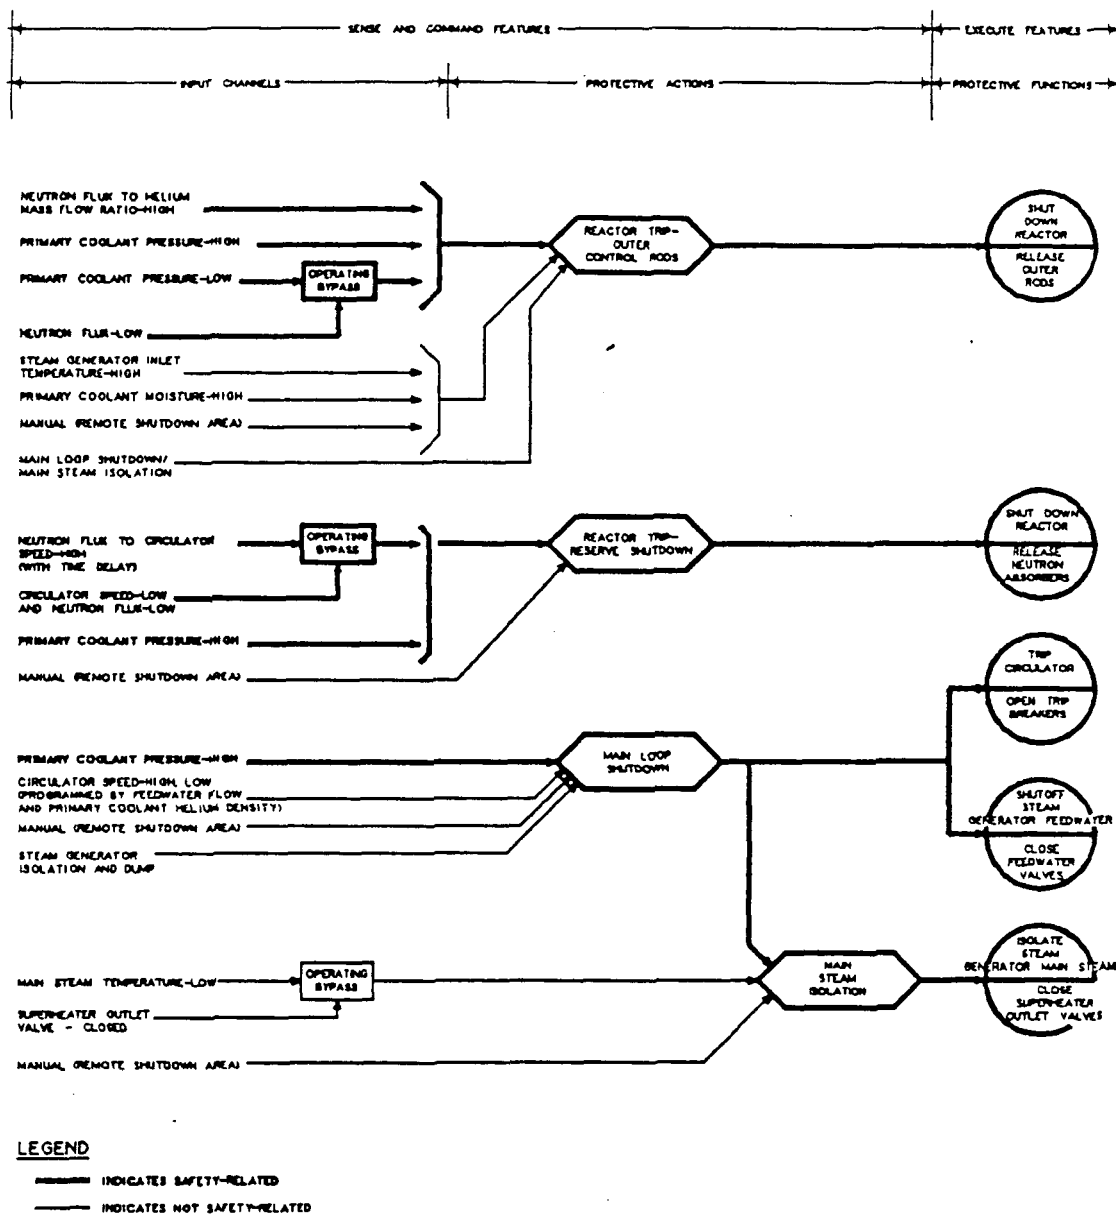 SENSE AND COMMAND FEATURES
EXECUTE FEATURES
INPUT CHANNELS
PROTECTIVE ACTIONS
PROTECTIVE FUNCTIONS
NEUTRON FLUX TO HELIUM
MASS FLOW RATIO-HIGH
PRIMARY COOLANT PRESSURE-HIGH
PRIMARY COOLANT PRESSURE-LOW
OPERATING
BYPASS
NEUTRON FLUX-LOW
STEAM GENERATOR INLET
TEMPERATURE-HIGH
PRIMARY COOLANT MOISTURE-HIGH
MANUAL (REMOTE SHUTDOWN AREA)
MAIN LOOP SHUTDOWN/
MAIN STEAM ISOLATION
REACTOR TRIP-
OUTER
CONTROL RODS
SHUT
DOWN
REACTOR
RELEASE
OUTER
RODS
NEUTRON FLUX TO CIRCULATOR
SPEED-HIGH
(WITH TIME DELAY)
OPERATING
BYPASS
CIRCULATOR SPEED-LOW
AND NEUTRON FLUX-LOW
PRIMARY COOLANT PRESSURE-HIGH
MANUAL (REMOTE SHUTDOWN AREA)
REACTOR TRIP-
RESERVE SHUTDOWN
SHUT DOWN
REACTOR
RELEASE
NEUTRON
ABSORBERS
PRIMARY COOLANT PRESSURE-HIGH
CIRCULATOR SPEED-HIGH, LOW
(PROGRAMMED BY FEEDWATER FLOW
AND PRIMARY COOLANT HELIUM DENSITY)
MANUAL (REMOTE SHUTDOWN AREA)
STEAM GENERATOR
ISOLATION AND DUMP
MAIN LOOP
SHUTDOWN
TRIP
CIRCULATOR
OPEN TRIP
BREAKERS
SHUTOFF
STEAM
GENERATOR FEEDWATER
CLOSE
FEEDWATER
VALVES
MAIN STEAM TEMPERATURE-LOW
OPERATING
BYPASS
SUPERHEATER OUTLET
VALVE - CLOSED
MANUAL (REMOTE SHUTDOWN AREA)
MAIN
STEAM
ISOLATION
ISOLATE
STEAM
GENERATOR MAIN STEAM
CLOSE
SUPERHEATER
OUTLET VALVES
LEGEND
INDICATES SAFETY-RELATED
INDICATES NOT SAFETY-RELATED